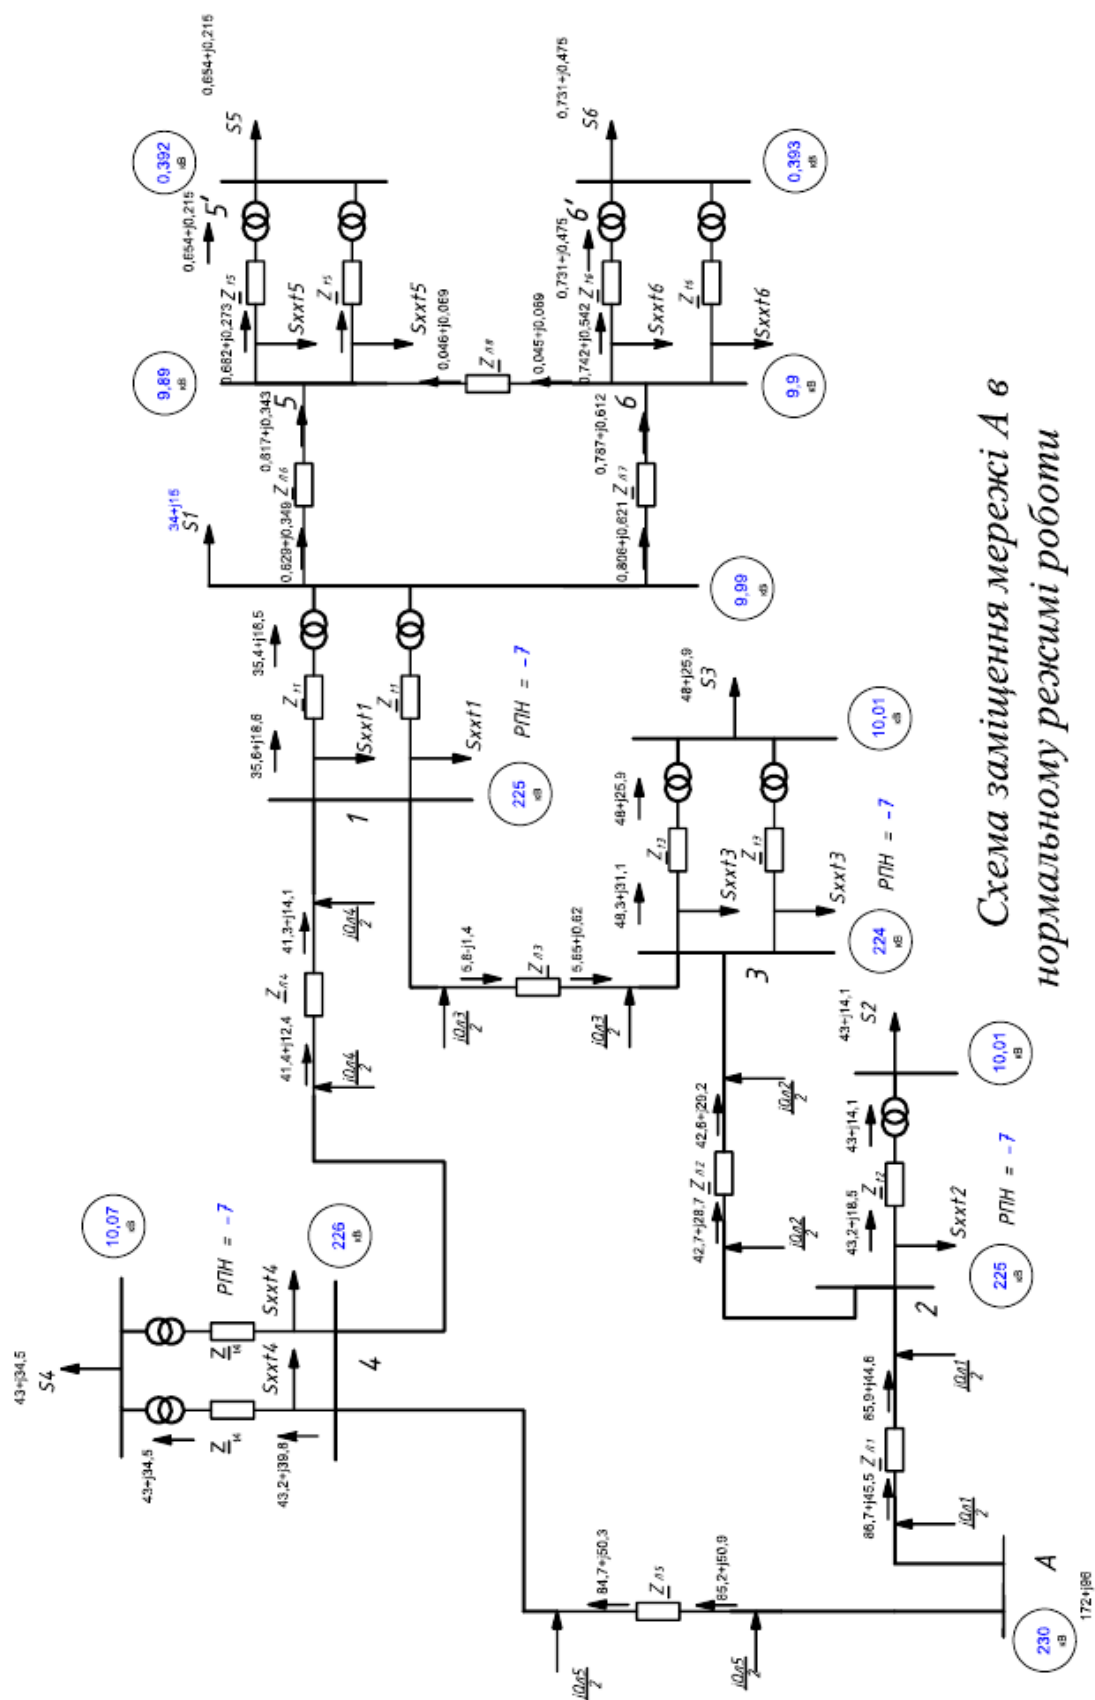 0,654+j0,215
S5
0,392
кВ
0,654+j0,215
5'
Z т5
0,682+j0,273
Sxxt5
Z т5
Sxxt5
9,89
кВ
5
0,046+j0,069
Z л8
0,045+j0,069
0,617+j0,343
Z л6
0,629+j0,349
34+j15
S1
0,731+j0,475
S6
0,393
кВ
6'
0,731+j0,475
Z т6
0,742+j0,542
Sxxt6
Z т6
Sxxt6
9,9
кВ
6
0,787+j0,612
Z л7
0,806+j0,621
9,99
кВ
35,4+j16,5
Z т1
35,6+j18,6
Sxxt1
Z т1
Sxxt1
РПН = -7
225
кВ
1
41,3+j14,1
jQл4
2
Z л4
41,4+j12,4
jQл4
2
5,8-j1,4
jQл3
2
Z л3
5,65+j0,62
jQл3
2
48+j25,9
S3
10,01
кВ
48+j25,9
Z т3
48,3+j31,1
Sxxt3
Z т3
Sxxt3
РПН = -7
224
кВ
3
42,6+j29,2
jQл2
2
Z л2
42,7+j28,7
jQл2
2
43+j14,1
S2
10,01
кВ
43+j14,1
Z т2
43,2+j18,5
Sxxt2
РПН = -7
225
кВ
2
85,9+j44,6
jQл1
2
Z л1
86,7+j45,5
jQл1
2
10,07
кВ
РПН = -7
226
кВ
43+j34,5
S4
Z т4
Sxxt4
43+j34,5
Z т4
Sxxt4
43,2+j39,8
4
84,7+j50,3
jQл5
2
Z л5
85,2+j50,9
jQл5
2
A
230
кВ
172+j96
Схема заміщення мережі А в
нормальному режимі роботи